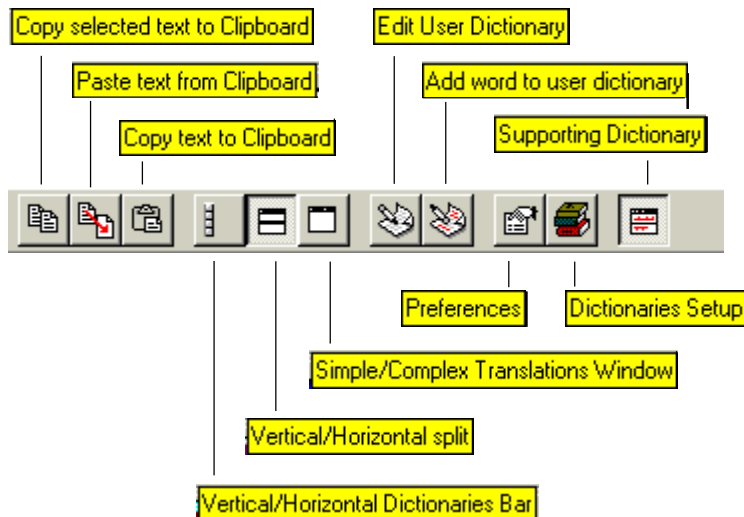 Copy selected text to Clipboard
Edit User Dictionary
Paste text from Clipboard
Add word to user dictionary
Copy text to Clipboard
Supporting Dictionary
Preferences
Dictionaries Setup
Simple/Complex Translations Window
Vertical/Horizontal split
Vertical/Horizontal Dictionaries Bar